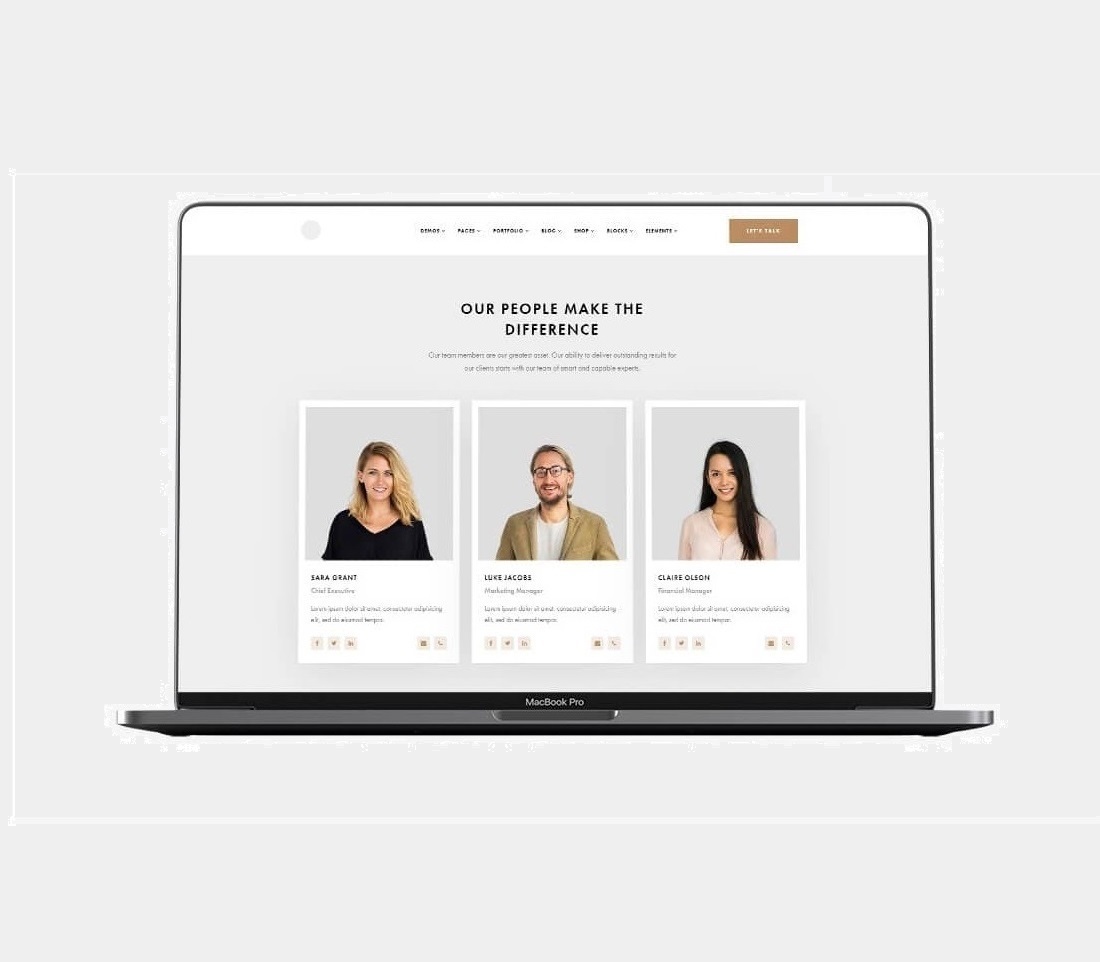 DEMOS PAGES PORTFOLIO BLOG SHOP BLOCKS ELEMENTS LET'S TALK
OUR PEOPLE MAKE THE
DIFFERENCE
Our team members are our greatest asset. Our ability to deliver outstanding results for
our clients starts with our team of smart and capable experts.
SARA GRANT
Chief Executive
Lorem ipsum dolor sit amet, consectetur adipisicing
elit, sed do eiusmod tempor.
LUKE JACOBS
Marketing Manager
Lorem ipsum dolor sit amet, consectetur adipisicing
elit, sed do eiusmod tempor.
CLAIRE OLSON
Financial Manager
Lorem ipsum dolor sit amet, consectetur adipisicing
elit, sed do eiusmod tempor.
MacBook Pro